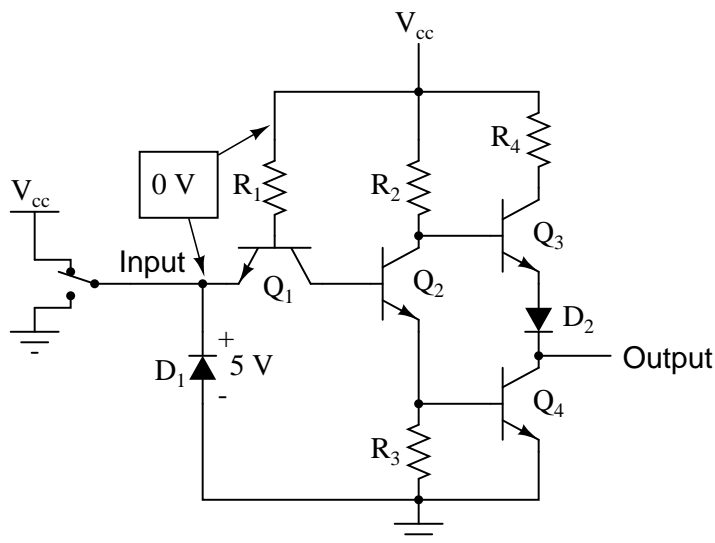 Vcc
0 V
R1
R2
R4
Vcc
Input
Q1
Q2
Q3
D1
+
5 V
-
D2
Output
Q4
R3